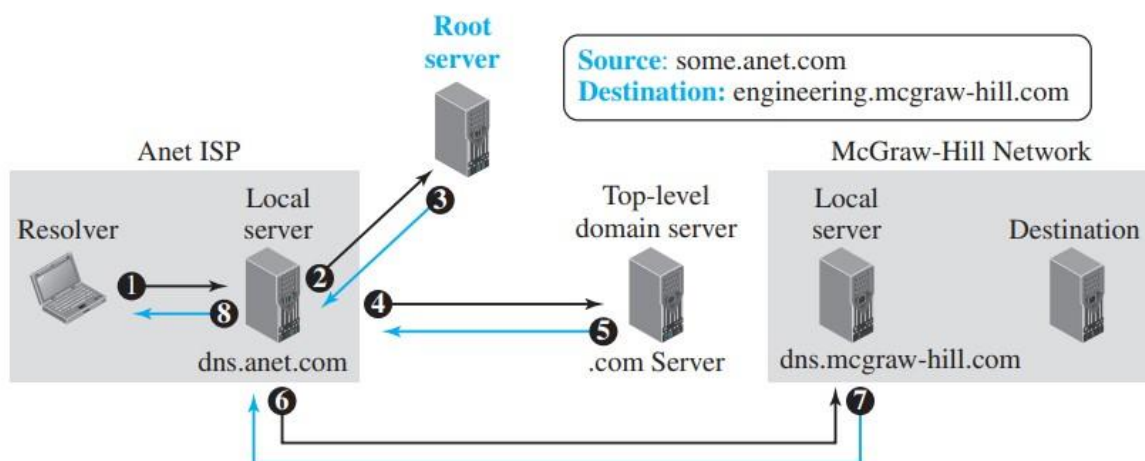 Root
server
Source: some.anet.com
Destination: engineering.mcgraw-hill.com
Anet ISP
McGraw-Hill Network
Resolver
Local
server
Top-level
domain server
Local
server
Destination
1
2
3
4
5
8
dns.anet.com
.com Server
dns.mcgraw-hill.com
6
7